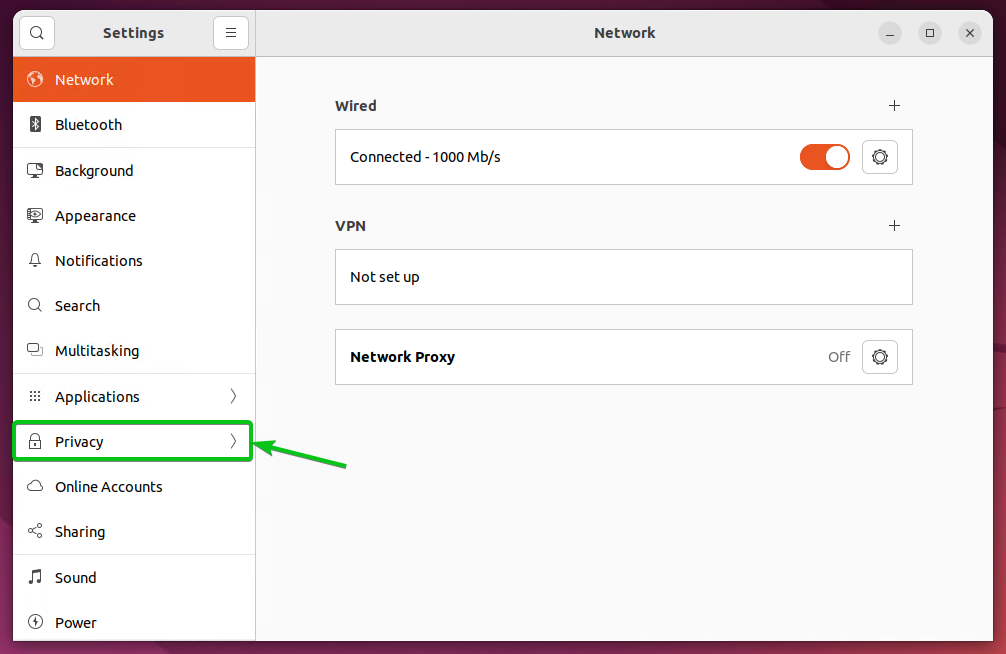 Settings
Network
Network
Bluetooth
Background
Appearance
Notifications
Search
Multitasking
Applications
Privacy
Online Accounts
Sharing
Sound
Power
Wired
Connected - 1000 Mb/s
VPN
Not set up
Network Proxy Off